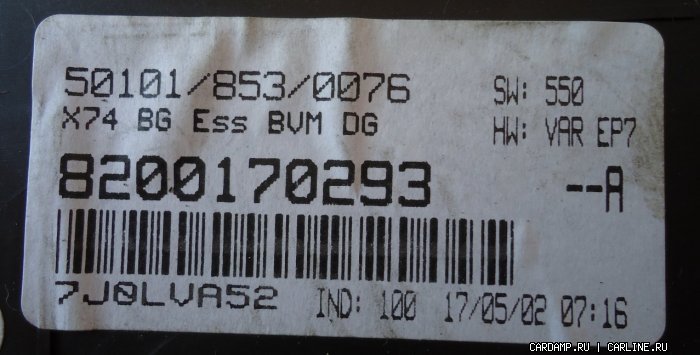 50101/853/0076 SW: 550
X74 BG Ess BVM DG HW: VAR EP7
8200170293 --A
7J0LVA52 IND: 100 17/05/02 07:16
CARDAMP.RU | CARLINE.RU